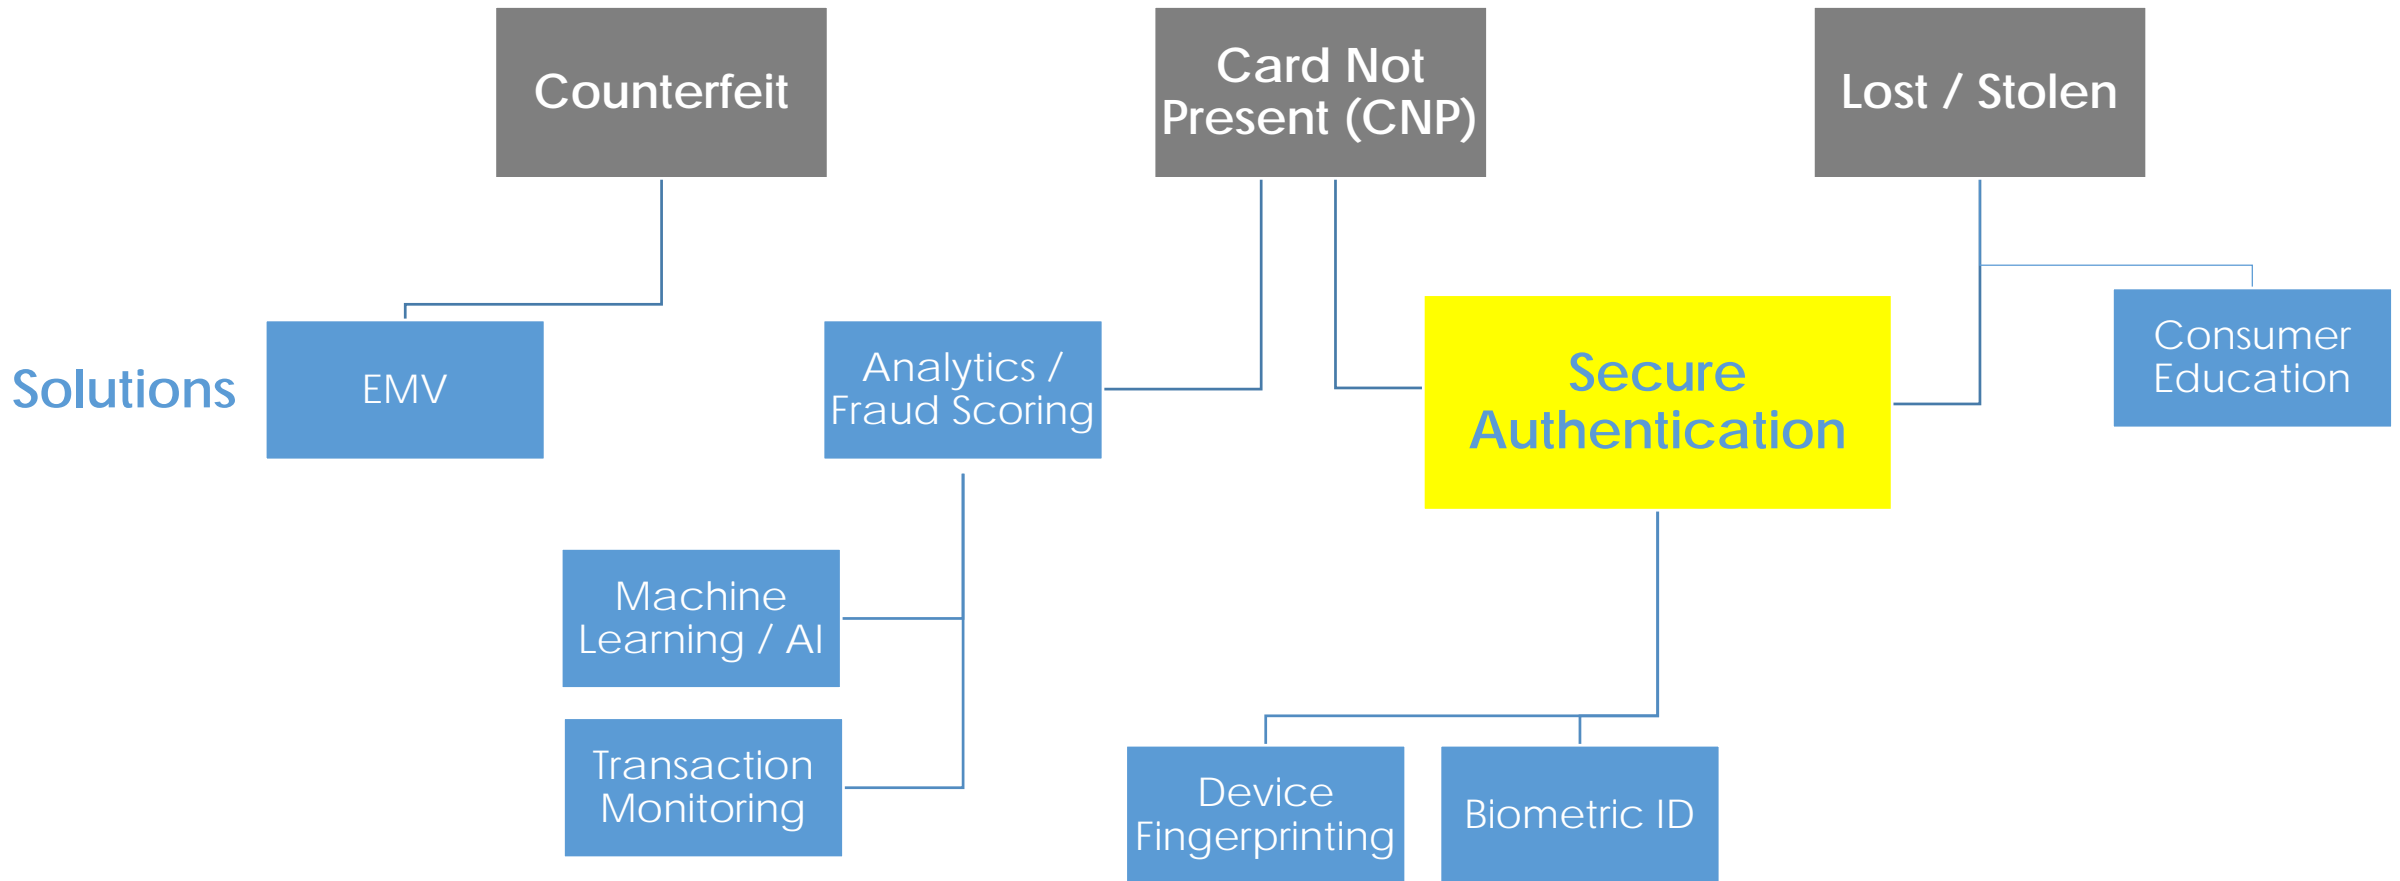 Counterfeit
Card Not
Present (CNP)
Lost / Stolen
Solutions
EMV
Analytics /
Fraud Scoring
Secure
Authentication
Consumer
Education
Machine
Learning / AI
Transaction
Monitoring
Device
Fingerprinting
Biometric ID